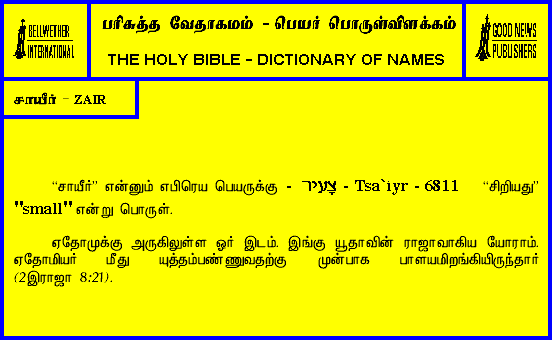 BELLWETHER
INTERNATIONAL
பரிசுத்த வேதாகமம் - பெயர் பொருள்விளக்கம்
THE HOLY BIBLE - DICTIONARY OF NAMES
GOOD NEWS
PUBLISHERS
சாயீர் - ZAIR
“சாயீர்” என்னும் எபிரெய பெயருக்கு - צָעִיר - Tsa`iyr - 6811 “சிறியது”
"small" என்று பொருள்.
ஏதோமுக்கு அருகிலுள்ள ஓர் இடம். இங்கு யூதாவின் ராஜாவாகிய யோராம்.
ஏதோமியர் மீது யுத்தம்பண்ணுவதற்கு முன்பாக பாளயமிறங்கியிருந்தார்
(2இராஜா 8:21).